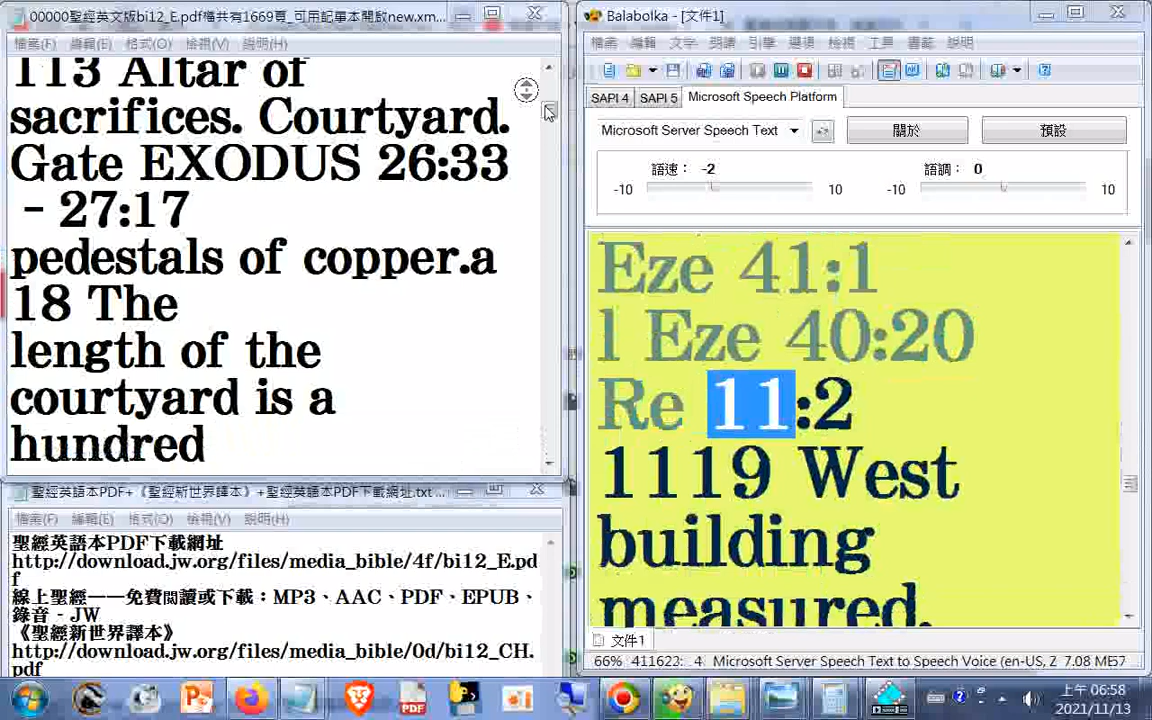 00000聖經英文版bi12_E.pdf檔共有1669頁_可用記事本開啟new.xm...
檔案(F) 編輯(E) 格式(O) 檢視(V) 說明(H)
113 Altar of
sacrifices. Courtyard.
Gate EXODUS 26:33
- 27:17
pedestals of copper.a
18 The
length of the
courtyard is a
hundred
聖經英語本PDF+《聖經新世界譯本》+聖經英語本PDF下載網址.txt ...
檔案(F) 編輯(E) 格式(O) 檢視(V) 說明(H)
聖經英語本PDF下載網址
http://download.jw.org/files/media_bible/4f/bi12_E.pd
f
線上聖經——免費閱讀或下載：MP3、AAC、PDF、EPUB、
錄音 - JW
《聖經新世界譯本》
http://download.jw.org/files/media_bible/0d/bi12_CH.
pdf
Balabolka - [文件1]
檔案 編輯 文字 朗讀 引擎 選項 檢視 工具 書籤 說明
SAPI 4 SAPI 5 Microsoft Speech Platform
Microsoft Server Speech Text 關於 預設
語速： -2 語調： 0
-10 10 -10 10
Eze 41:1
l Eze 40:20
Re 11:2
1119 West
building
measured.
文件1
66% 411622: 4 Microsoft Server Speech Text to Speech Voice (en-US, Z 7.08 ME57
PDF
上午 06:58
2021/11/13